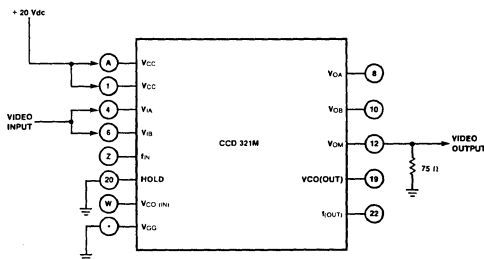 + 20 Vdc
A VCC
1 VCC
VIDEO INPUT
4 VIA
6 VIB
Z fIN
20 HOLD
W VCO (IN)
* VGG
CCD 321M
VOA 8
VOB 10
VOM 12
VIDEO OUTPUT
75 Ω
VCO(OUT) 19
f(OUT) 22